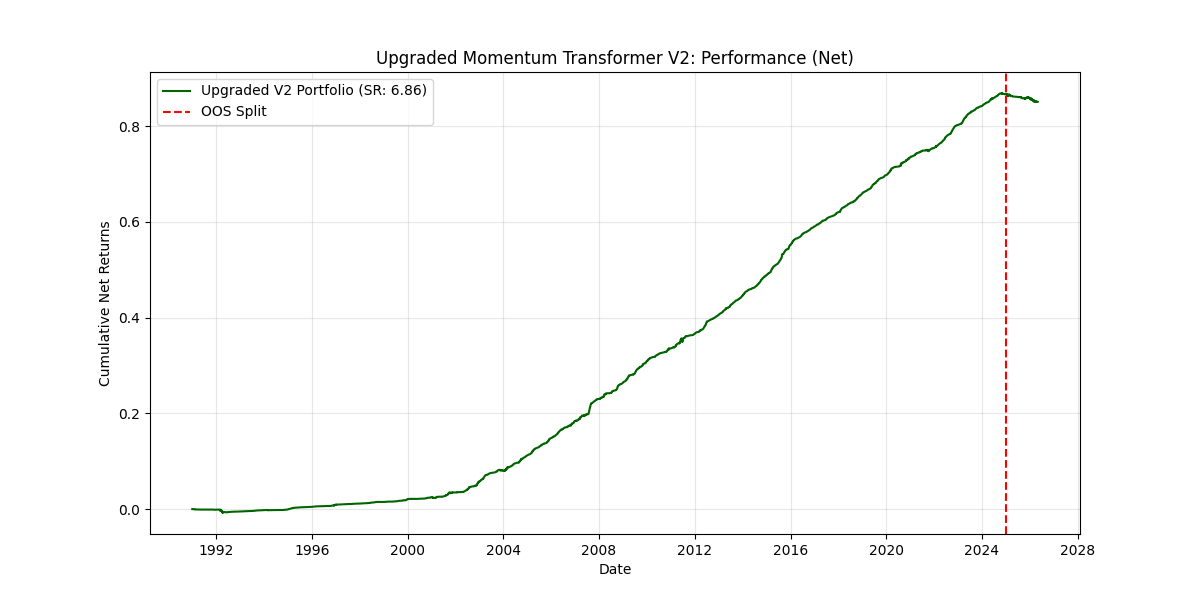 Upgraded Momentum Transformer V2: Performance (Net)
Upgraded V2 Portfolio (SR: 6.86)
OOS Split
Cumulative Net Returns
0.8
0.6
0.4
0.2
0.0
1992 1996 2000 2004 2008 2012 2016 2020 2024 2028
Date